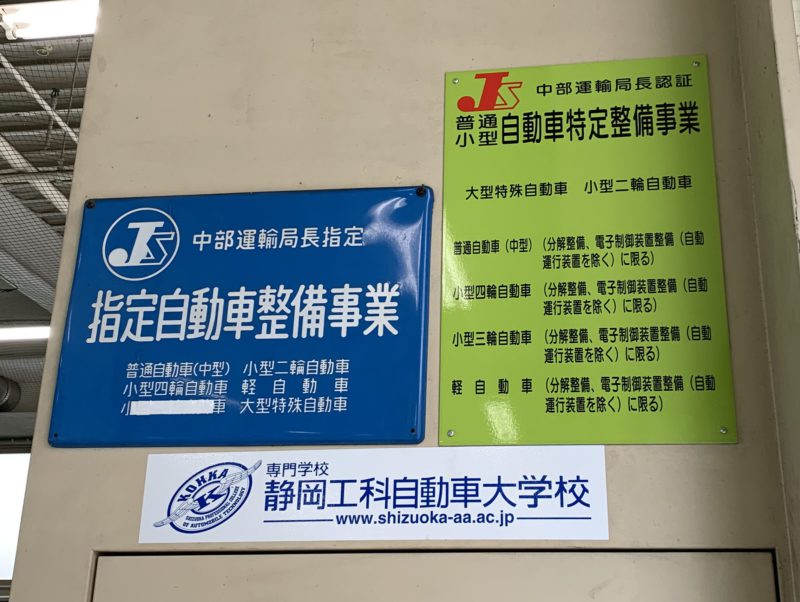 JS 中部運輸局長指定
指定自動車整備事業
普通自動車(中型) 小型二輪自動車
小型四輪自動車 軽自動車
小 大型特殊自動車
JS 中部運輸局長認証
普通
小型 自動車特定整備事業
大型特殊自動車 小型二輪自動車
普通自動車(中型) (分解整備、電子制御装置整備(自動
運行装置を除く)に限る)
小型四輪自動車 (分解整備、電子制御装置整備(自動
運行装置を除く)に限る)
小型三輪自動車 (分解整備、電子制御装置整備(自動
運行装置を除く)に限る)
軽自動車 (分解整備、電子制御装置整備(自動
運行装置を除く)に限る)
KOHKA
K
SHIZUOKA PROFESSIONAL COLLEGE
OF AUTOMOBILE TECHNOLOGY
専門学校
静岡工科自動車大学校
www.shizuoka-aa.ac.jp